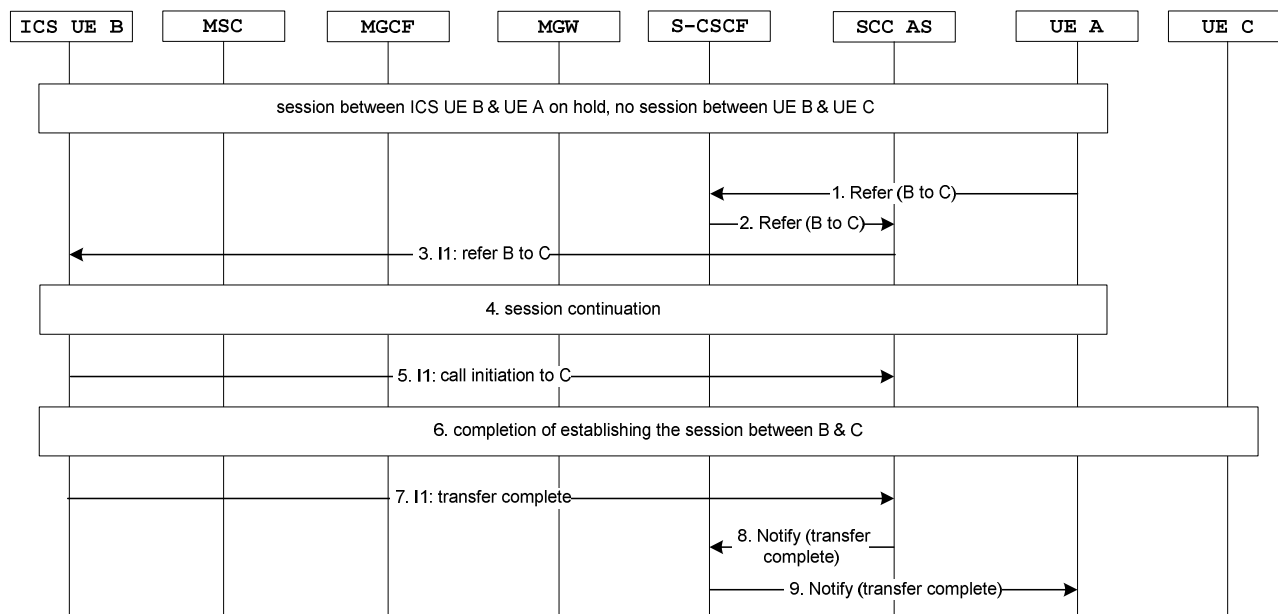 ICS UE B MSC MGCF MGW S-CSCF SCC AS UE A UE C
session between ICS UE B & UE A on hold, no session between UE B & UE C
1. Refer (B to C)
2. Refer (B to C)
3. I1: refer B to C
4. session continuation
5. I1: call initiation to C
6. completion of establishing the session between B & C
7. I1: transfer complete
8. Notify (transfer
complete)
9. Notify (transfer complete)